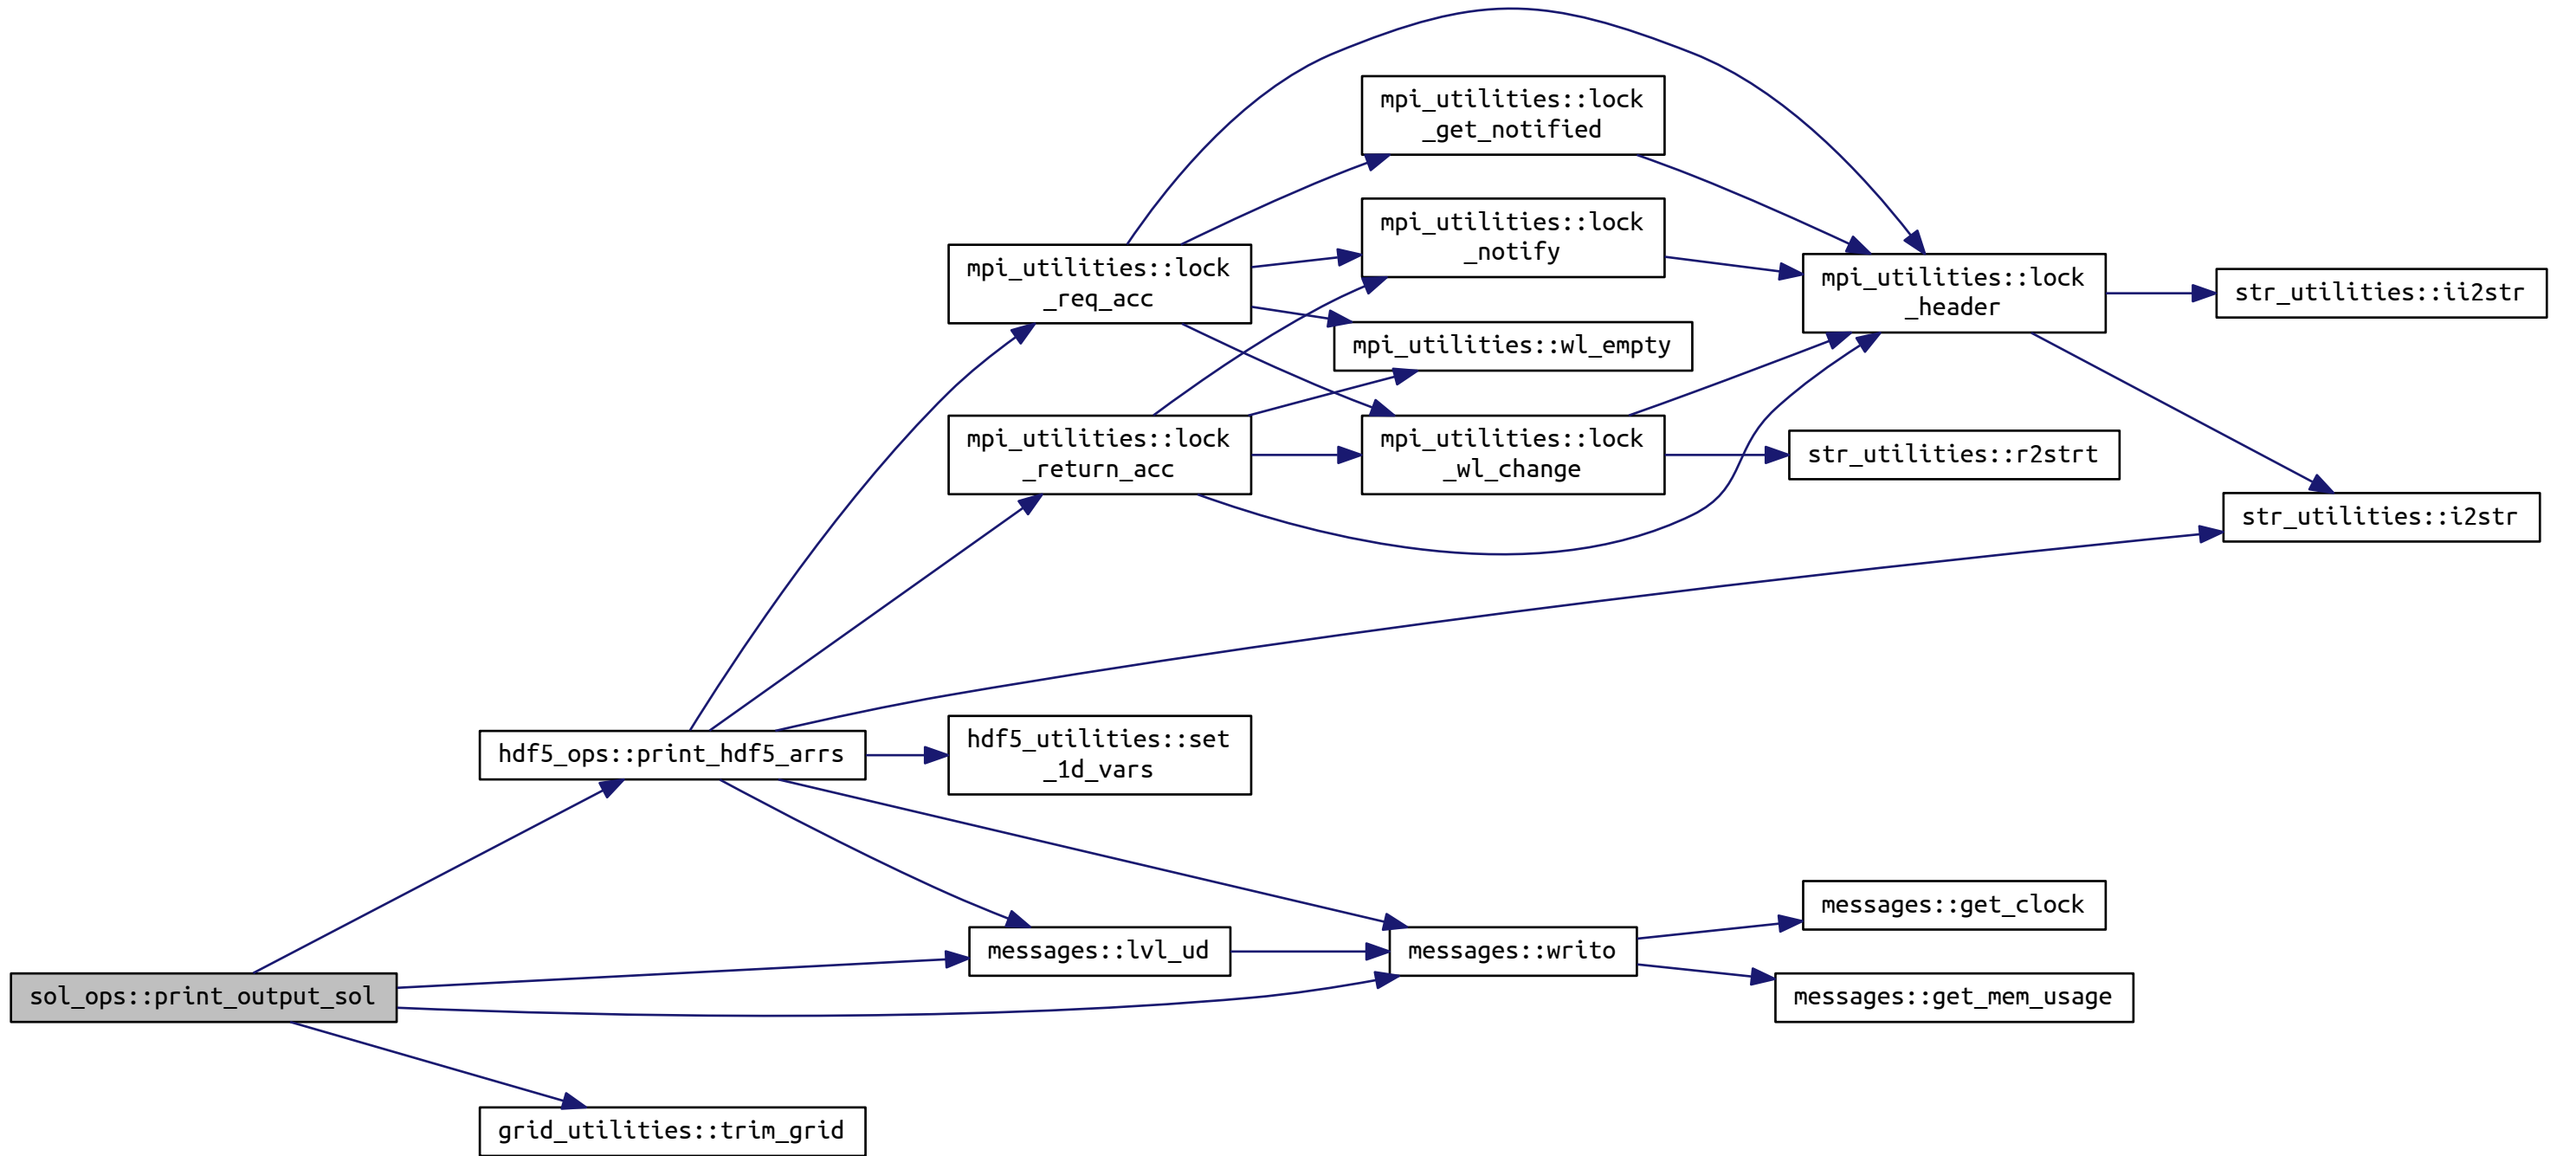 mpi_utilities::lock
_get_notified
mpi_utilities::lock
_notify
mpi_utilities::lock
_req_acc
mpi_utilities::lock
_header
str_utilities::ii2str
mpi_utilities::wl_empty
mpi_utilities::lock
_return_acc
mpi_utilities::lock
_wl_change
str_utilities::r2strt
str_utilities::i2str
hdf5_ops::print_hdf5_arrs
hdf5_utilities::set
_1d_vars
messages::get_clock
messages::lvl_ud
messages::writo
sol_ops::print_output_sol
messages::get_mem_usage
grid_utilities::trim_grid